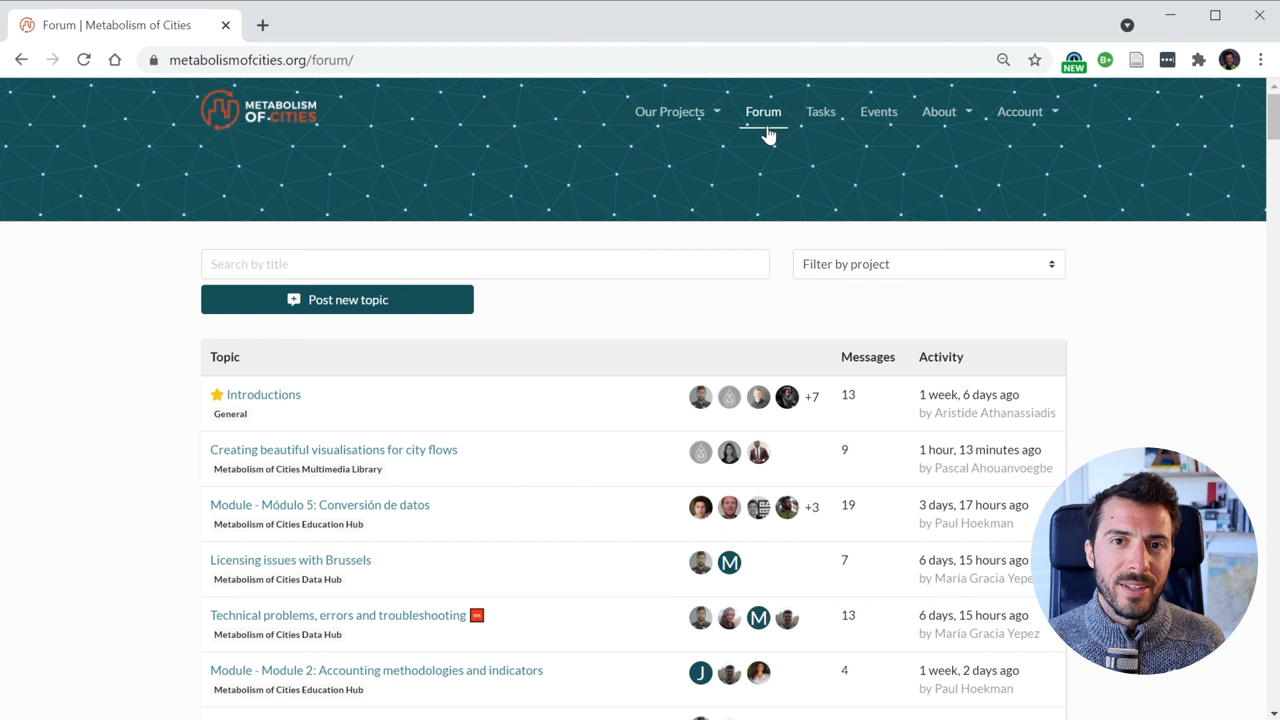 Forum | Metabolism of Cities
metabolismofcities.org/forum/
NEW
B+
METABOLISM
OF CITIES
Our Projects
Forum
Tasks
Events
About
Account
Search by title
Filter by project
Post new topic
Topic
Messages
Activity
Introductions
General
+7
13
1 week, 6 days ago
by Aristide Athanassiadis
Creating beautiful visualisations for city flows
Metabolism of Cities Multimedia Library
9
1 hour, 13 minutes ago
by Pascal Ahouanvoegbe
Module - Módulo 5: Conversión de datos
Metabolism of Cities Education Hub
+3
19
3 days, 17 hours ago
by Paul Hoekman
Licensing issues with Brussels
Metabolism of Cities Data Hub
M
7
6 days, 15 hours ago
by María Gracia Yepe
Technical problems, errors and troubleshooting
Metabolism of Cities Data Hub
M
13
6 days, 15 hours ago
by María Gracia Yepez
Module - Module 2: Accounting methodologies and indicators
Metabolism of Cities Education Hub
J
4
1 week, 2 days ago
by Paul Hoekman